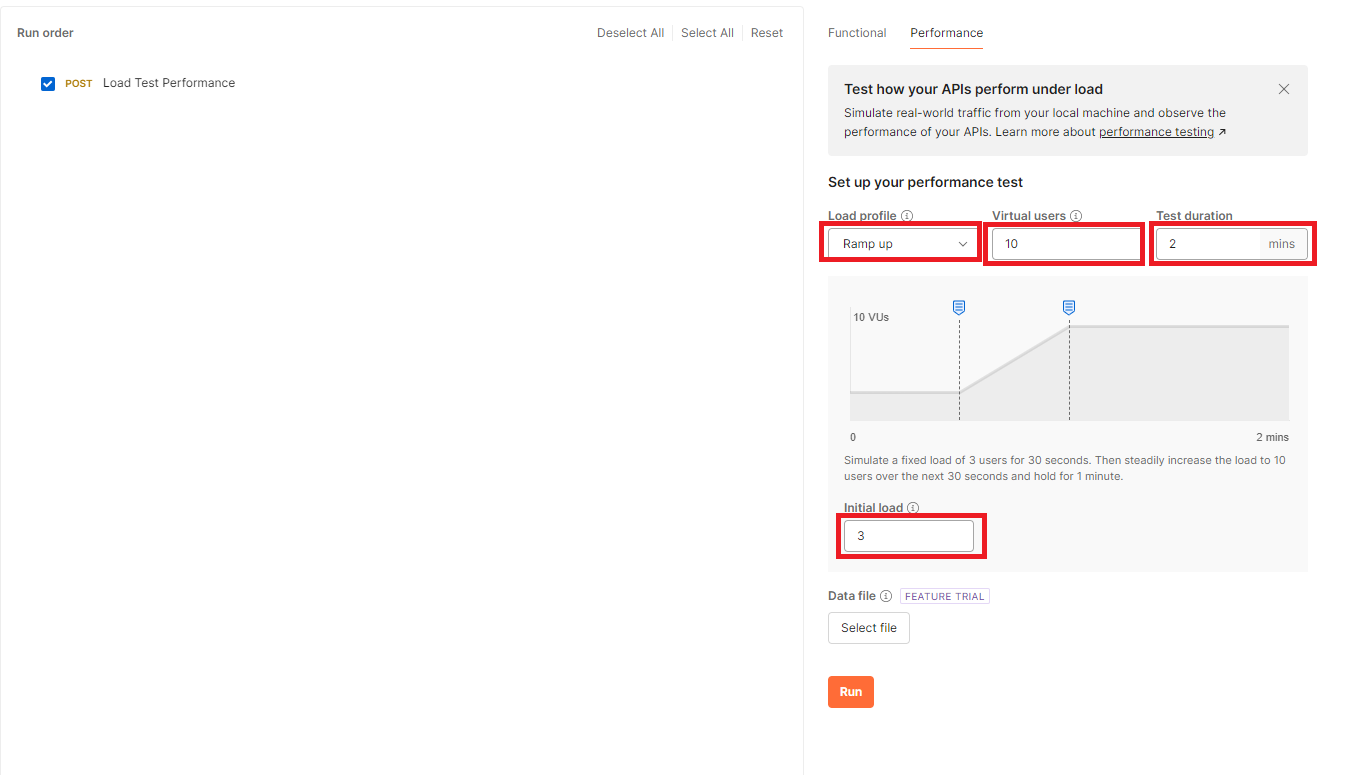 Run order
Deselect All Select All Reset
POST Load Test Performance
Functional Performance
Test how your APIs perform under load
Simulate real-world traffic from your local machine and observe the
performance of your APIs. Learn more about performance testing ↗
Set up your performance test
Load profile Virtual users Test duration
Ramp up 10 2 mins
10 VUs
0 2 mins
Simulate a fixed load of 3 users for 30 seconds. Then steadily increase the load to 10
users over the next 30 seconds and hold for 1 minute.
Initial load
3
Data file FEATURE TRIAL
Select file
Run